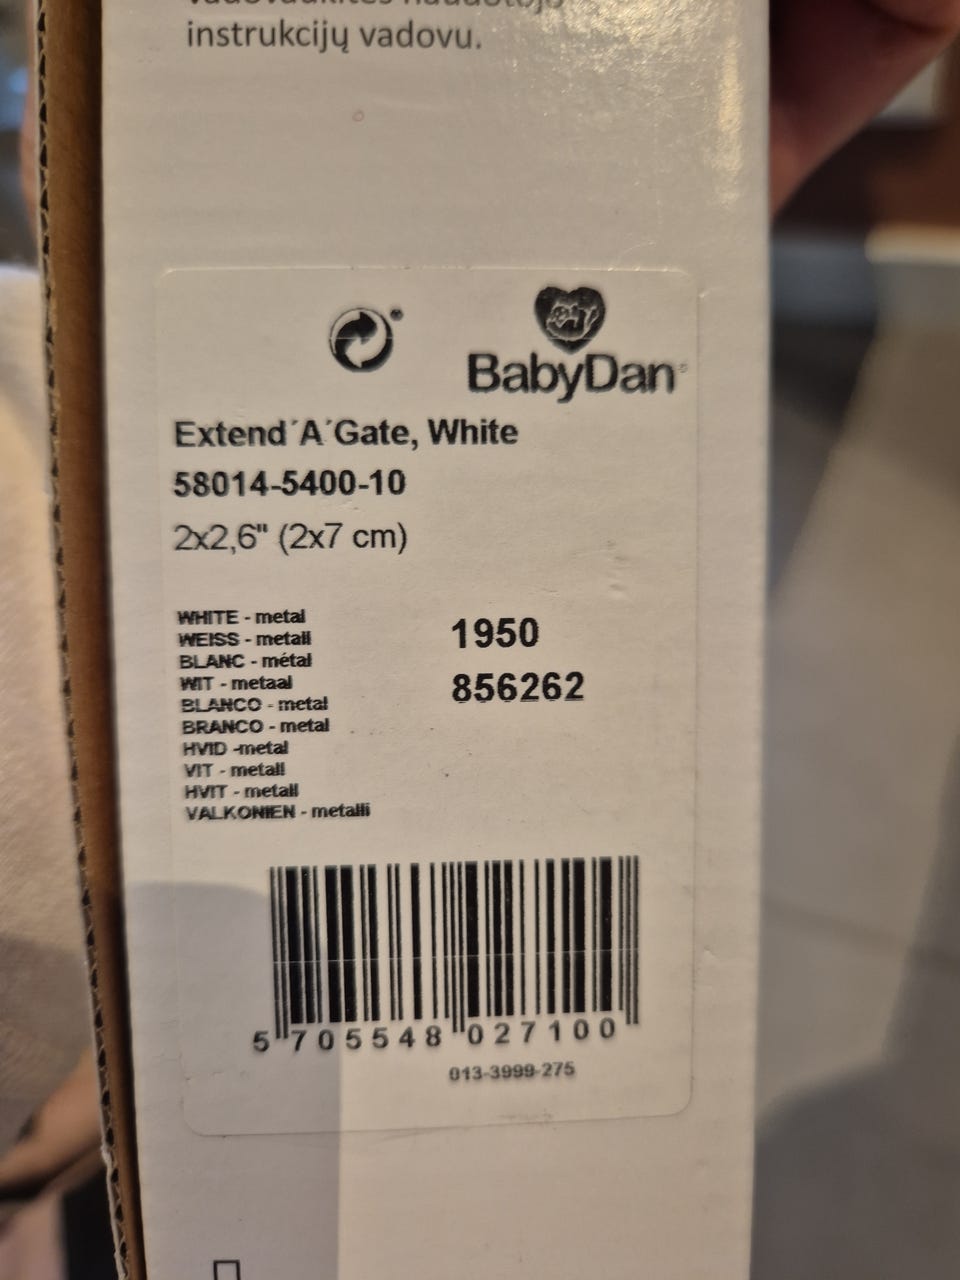 instrukcijų vadovu.
BabyDan®
Extend´A´Gate, White
58014-5400-10
2x2,6" (2x7 cm)
WHITE - metal
WEISS - metall
BLANC - métal
WIT - metaal
BLANCO - metal
BRANCO - metal
HVID -metal
VIT - metall
HVIT - metall
VALKONIEN - metalli
1950
856262
5 705548 027100
013-3999-275